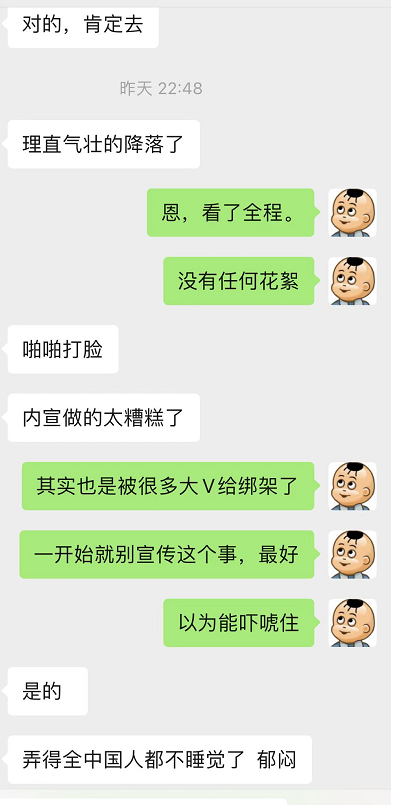 对的，肯定去
昨天 22:48
理直气壮的降落了
恩，看了全程。
没有任何花絮
啪啪打脸
内宣做的太糟糕了
其实也是被很多大V给绑架了
一开始就别宣传这个事，最好
以为能吓唬住
是的
弄得全中国人都不睡觉了 郁闷